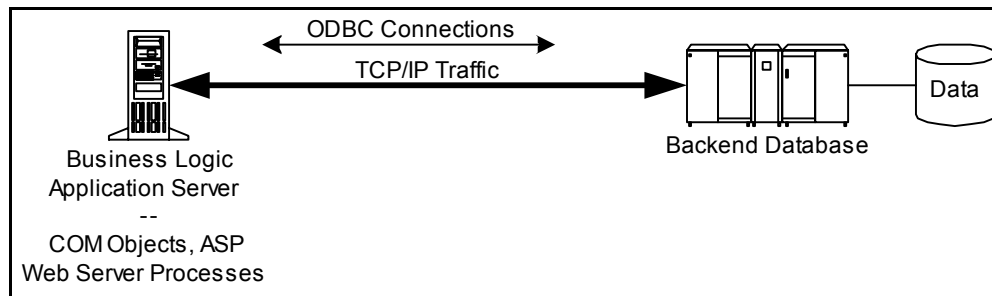 ODBC Connections
TCP/IP Traffic
Data
Backend Database
Business Logic
Application Server
--
COM Objects, ASP
Web Server Processes